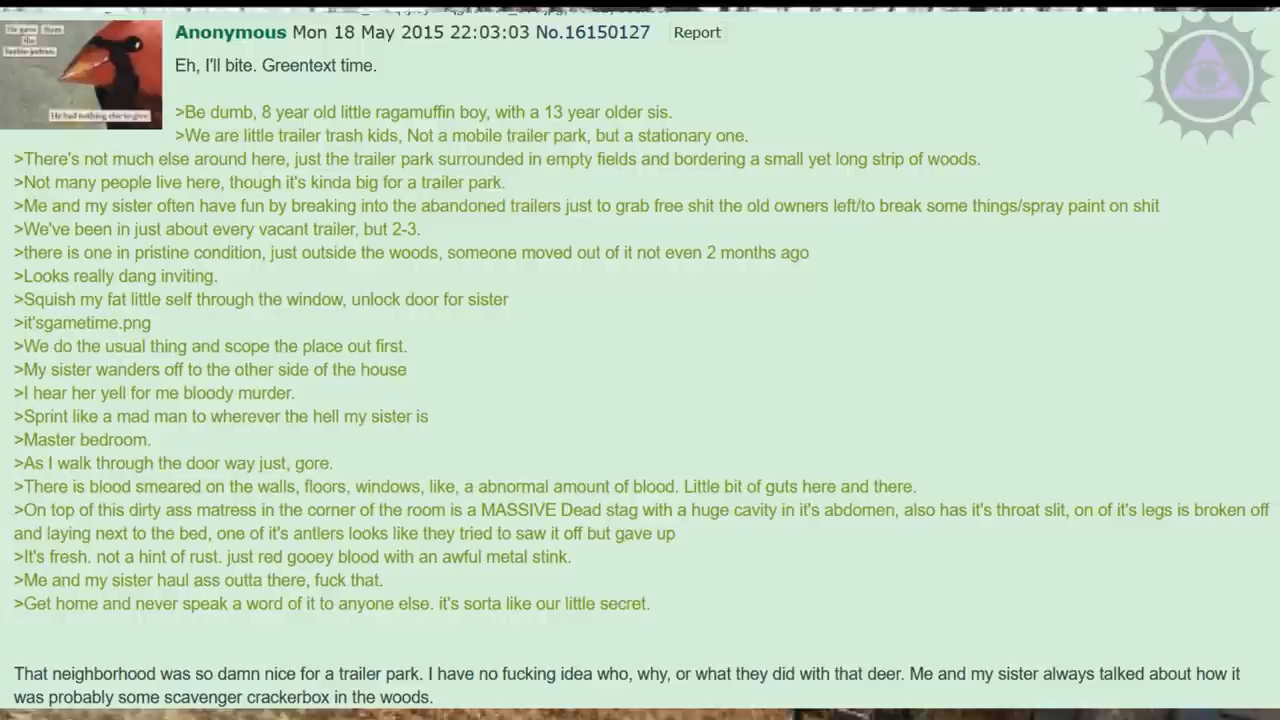 He gave them
the
Anonymous Mon 18 May 2015 22:03:03 No.16150127 Report
He had nothing else to give.
Eh, I'll bite. Greentext time.
>Be dumb, 8 year old little ragamuffin boy, with a 13 year older sis.
>We are little trailer trash kids, Not a mobile trailer park, but a stationary one.
>There's not much else around here, just the trailer park surrounded in empty fields and bordering a small yet long strip of woods.
>Not many people live here, though it's kinda big for a trailer park.
>Me and my sister often have fun by breaking into the abandoned trailers just to grab free shit the old owners left/to break some things/spray paint on shit
>We've been in just about every vacant trailer, but 2-3.
>there is one in pristine condition, just outside the woods, someone moved out of it not even 2 months ago
>Looks really dang inviting.
>Squish my fat little self through the window, unlock door for sister
>it'sgametime.png
>We do the usual thing and scope the place out first.
>My sister wanders off to the other side of the house
>I hear her yell for me bloody murder.
>Sprint like a mad man to wherever the hell my sister is
>Master bedroom.
>As I walk through the door way just, gore.
>There is blood smeared on the walls, floors, windows, like, a abnormal amount of blood. Little bit of guts here and there.
>On top of this dirty ass matress in the corner of the room is a MASSIVE Dead stag with a huge cavity in it's abdomen, also has it's throat slit, on of it's legs is broken off
and laying next to the bed, one of it's antlers looks like they tried to saw it off but gave up
>It's fresh. not a hint of rust. just red gooey blood with an awful metal stink.
>Me and my sister haul ass outta there, fuck that.
>Get home and never speak a word of it to anyone else. it's sorta like our little secret.
That neighborhood was so damn nice for a trailer park. I have no fucking idea who, why, or what they did with that deer. Me and my sister always talked about how it
was probably some scavenger crackerbox in the woods.